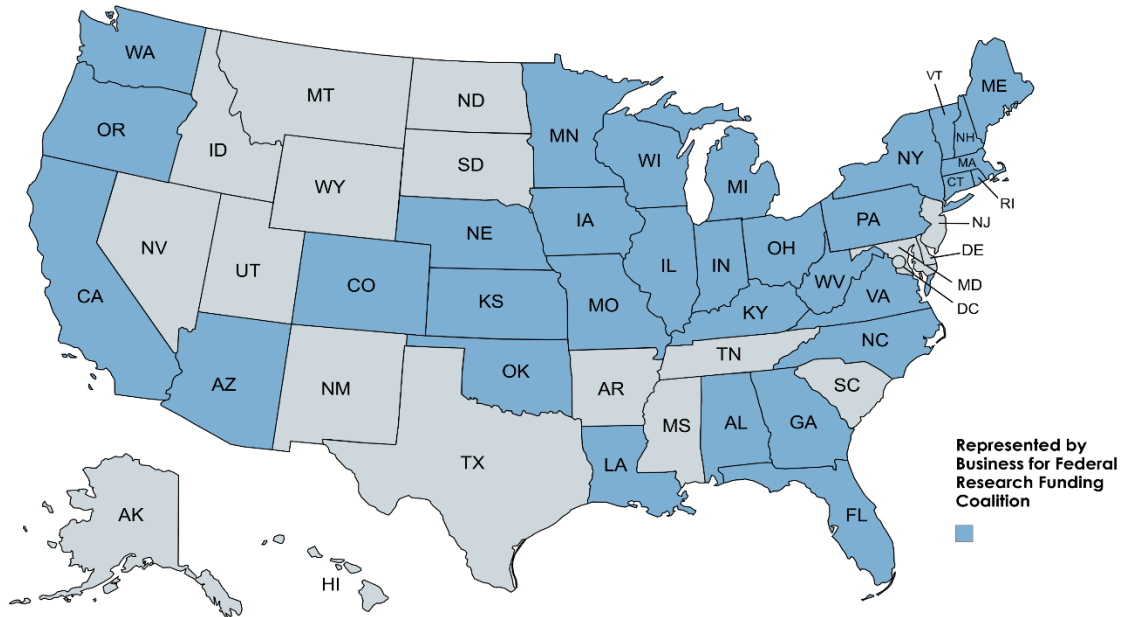 WA
VT
ME
MT
ND
OR
MN
NH
ID
SD
WI
NY
MA
WY
MI
CT
RI
PA
NJ
NE
IA
NV
OH
DE
UT
IL
IN
CO
WV
MD
CA
KS
MO
VA
DC
KY
NC
TN
OK
AZ
NM
AR
SC
MS
AL
GA
TX
LA
Represented by
Business for Federal
Research Funding
Coalition
AK
FL
HI